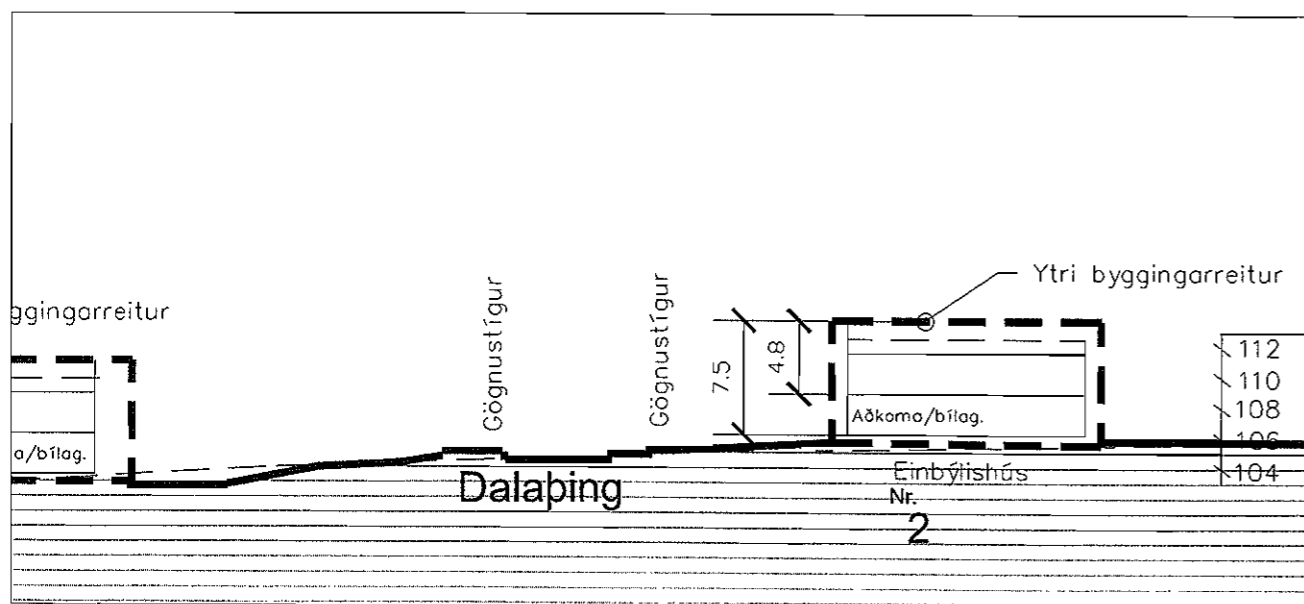 Ytri byggingarreitur
ggingarreitur
Gögnustígur
Gögnustígur
7.5
4.8
112
110
108
106
104
Aðkoma/bílag.
a/bílag.
Dalaþing
Einbýlishús
Nr.
2